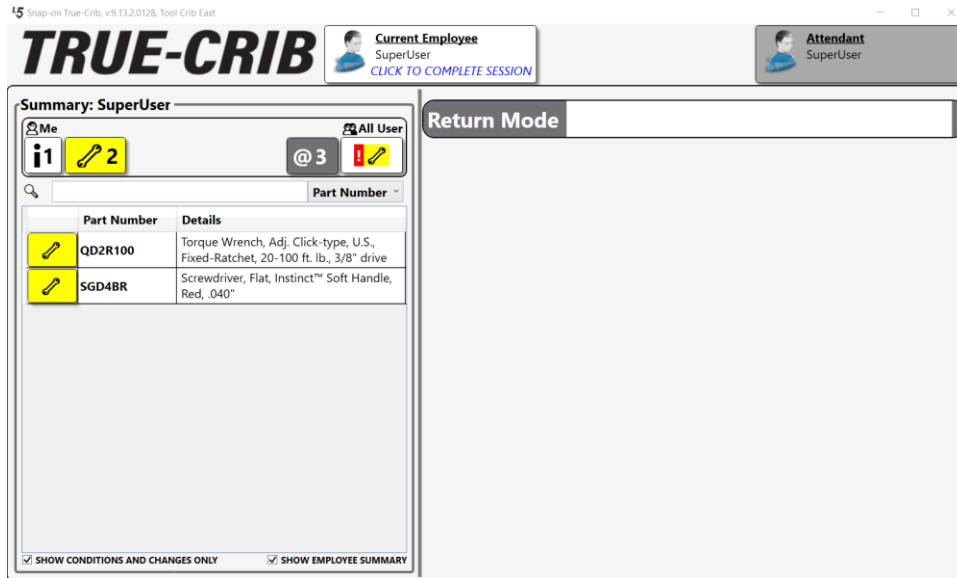 L5 Snap-on True-Crib, v:9.13.2.0128, Tool Crib East
TRUE-CRIB
Current Employee
SuperUser
CLICK TO COMPLETE SESSION
Attendant
SuperUser
Summary: SuperUser
Me
All User
i1
2
@ 3
!
Part Number
Part Number Details
QD2R100
Torque Wrench, Adj. Click-type, U.S.,
Fixed-Ratchet, 20-100 ft. lb., 3/8" drive
SGD4BR
Screwdriver, Flat, Instinct™ Soft Handle,
Red, .040"
SHOW CONDITIONS AND CHANGES ONLY
SHOW EMPLOYEE SUMMARY
Return Mode